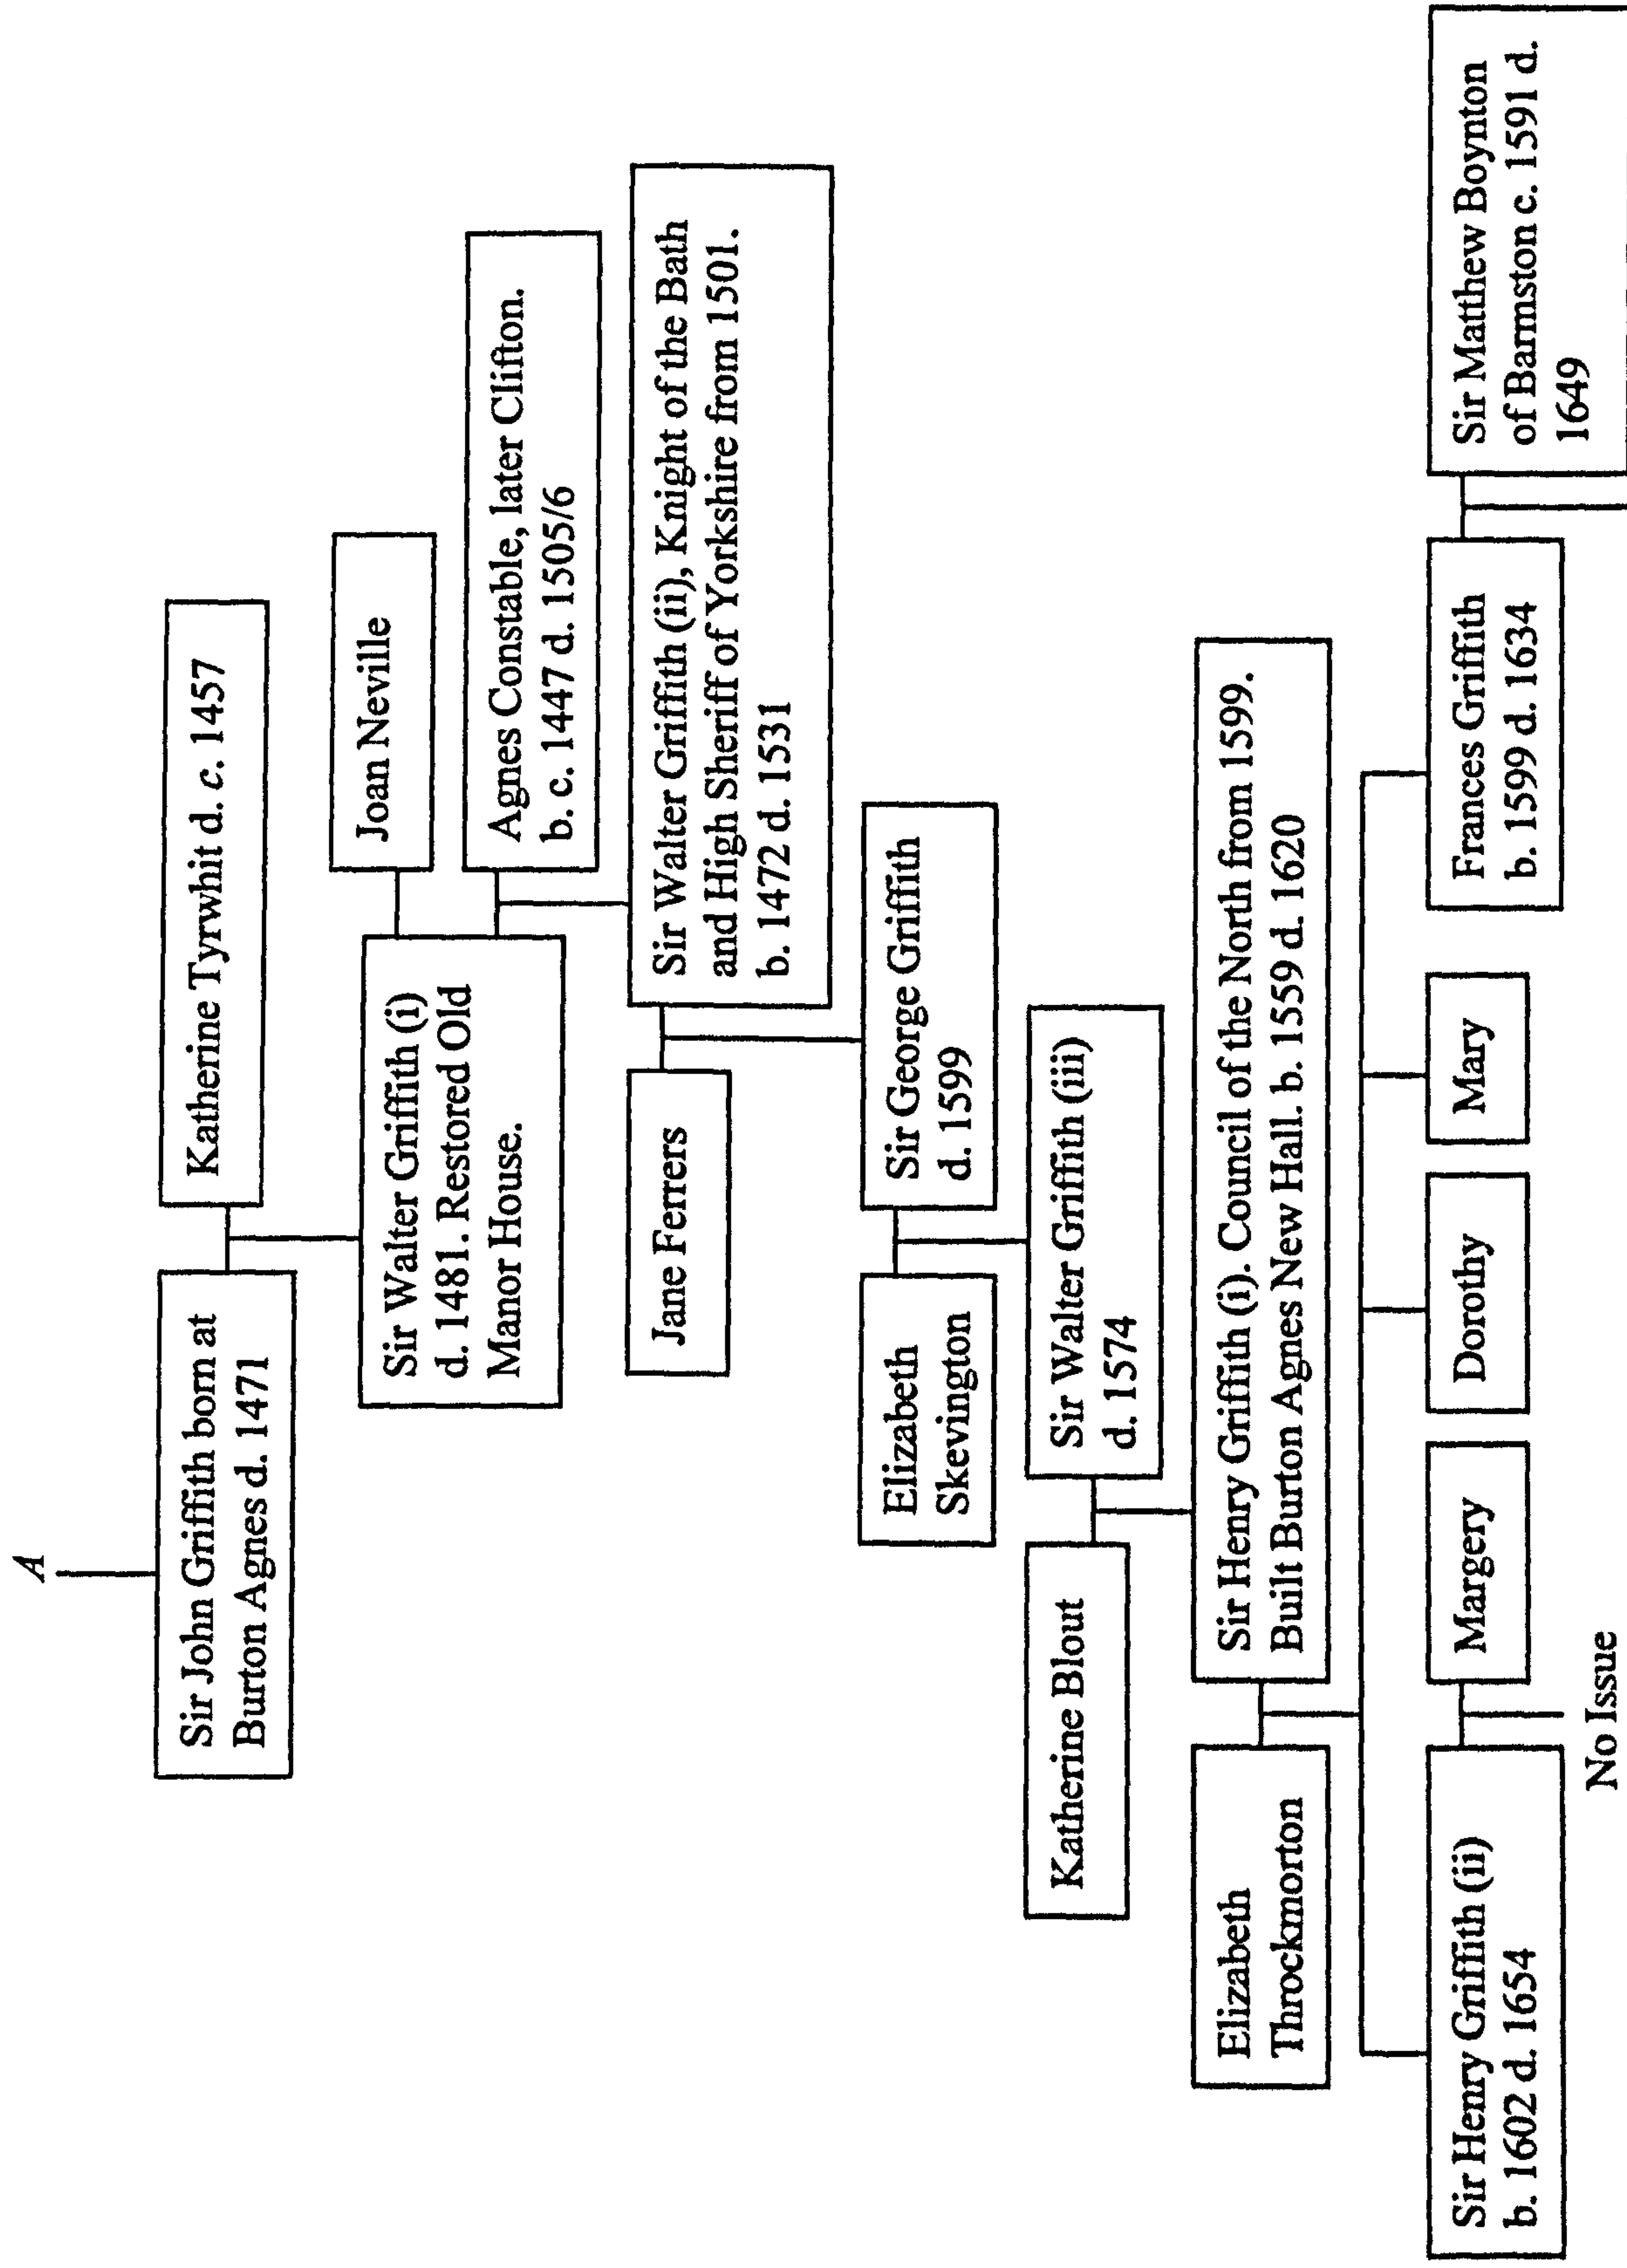 A
Sir John Griffith born at
Burton Agnes d. 1471
Katherine Tyrwhit d. c. 1457
Sir Walter Griffith (i)
d. 1481. Restored Old
Manor House.
Joan Neville
Agnes Constable, later Clifton.
b. c. 1447 d. 1505/6
Jane Ferrers
Sir Walter Griffith (ii), Knight of the Bath
and High Sheriff of Yorkshire from 1501.
b. 1472 d. 1531
Elizabeth
Skevington
Sir George Griffith
d. 1599
Katherine Blout
Sir Walter Griffith (iii)
d. 1574
Elizabeth
Throckmorton
Sir Henry Griffith (i). Council of the North from 1599.
Built Burton Agnes New Hall. b. 1559 d. 1620
Sir Henry Griffith (ii)
b. 1602 d. 1654
Margery
Dorothy
Mary
Frances Griffith
b. 1599 d. 1634
Sir Matthew Boynton
of Barmston c. 1591 d.
1649
No Issue